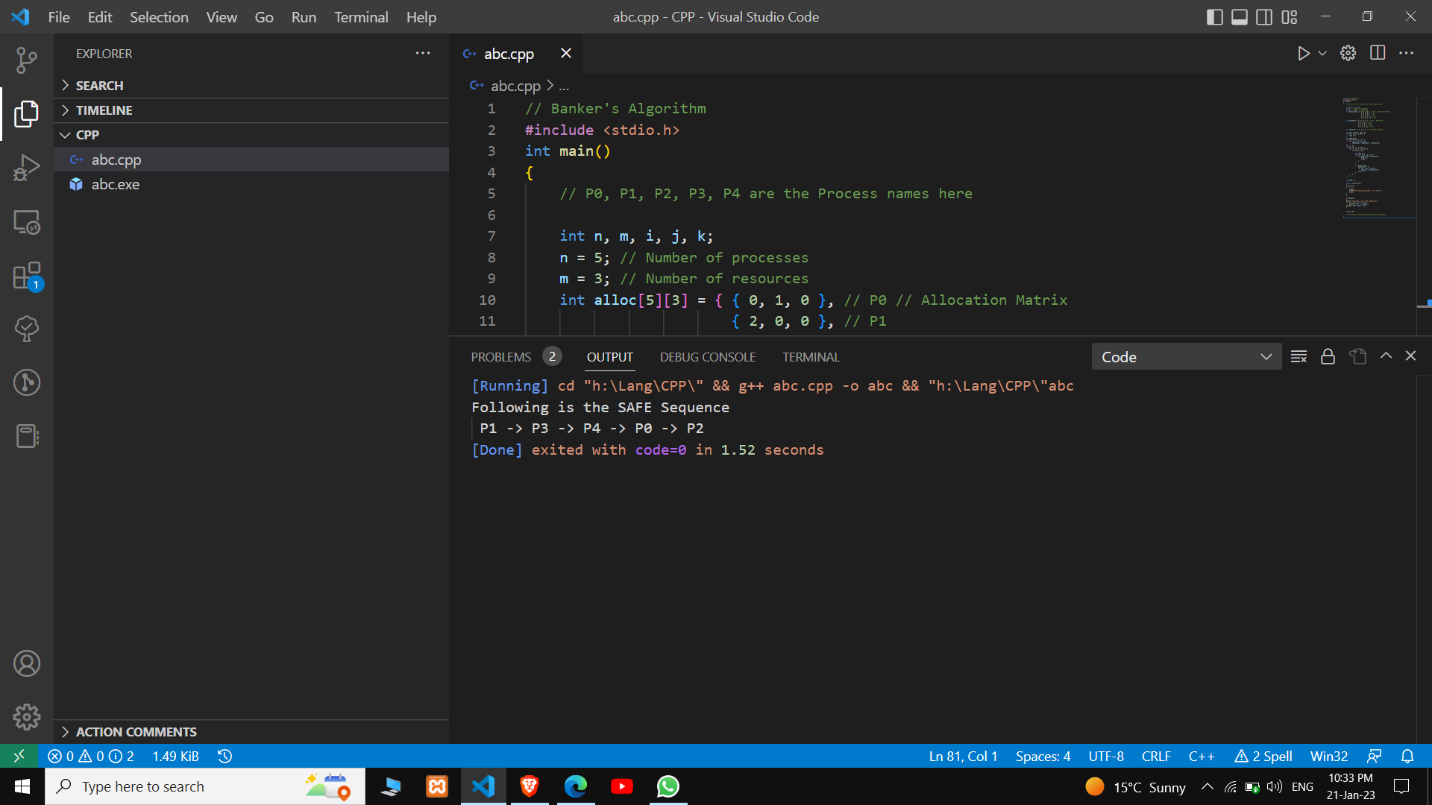 File Edit Selection View Go Run Terminal Help
abc.cpp - CPP - Visual Studio Code
EXPLORER
SEARCH
TIMELINE
CPP
abc.cpp
abc.exe
ACTION COMMENTS
1
abc.cpp
abc.cpp > ...
1 // Banker's Algorithm
2 #include <stdio.h>
3 int main()
4 {
5 // P0, P1, P2, P3, P4 are the Process names here
6
7 int n, m, i, j, k;
8 n = 5; // Number of processes
9 m = 3; // Number of resources
10 int alloc[5][3] = { { 0, 1, 0 }, // P0 // Allocation Matrix
11 { 2, 0, 0 }, // P1
PROBLEMS 2 OUTPUT DEBUG CONSOLE TERMINAL
Code
[Running] cd "h:\Lang\CPP\" && g++ abc.cpp -o abc && "h:\Lang\CPP\"abc
Following is the SAFE Sequence
P1 -> P3 -> P4 -> P0 -> P2
[Done] exited with code=0 in 1.52 seconds
0 0 2 1.49 KiB
Ln 81, Col 1 Spaces: 4 UTF-8 CRLF C++ 2 Spell Win32
Type here to search
15°C Sunny
ENG
10:33 PM
21-Jan-23